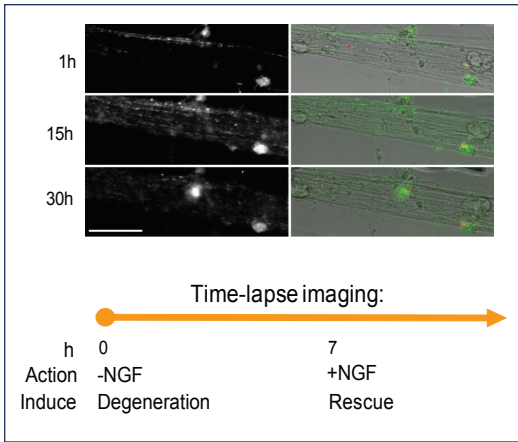 1h
15h
30h
Time-lapse imaging:
h 0 7
Action -NGF +NGF
Induce Degeneration Rescue